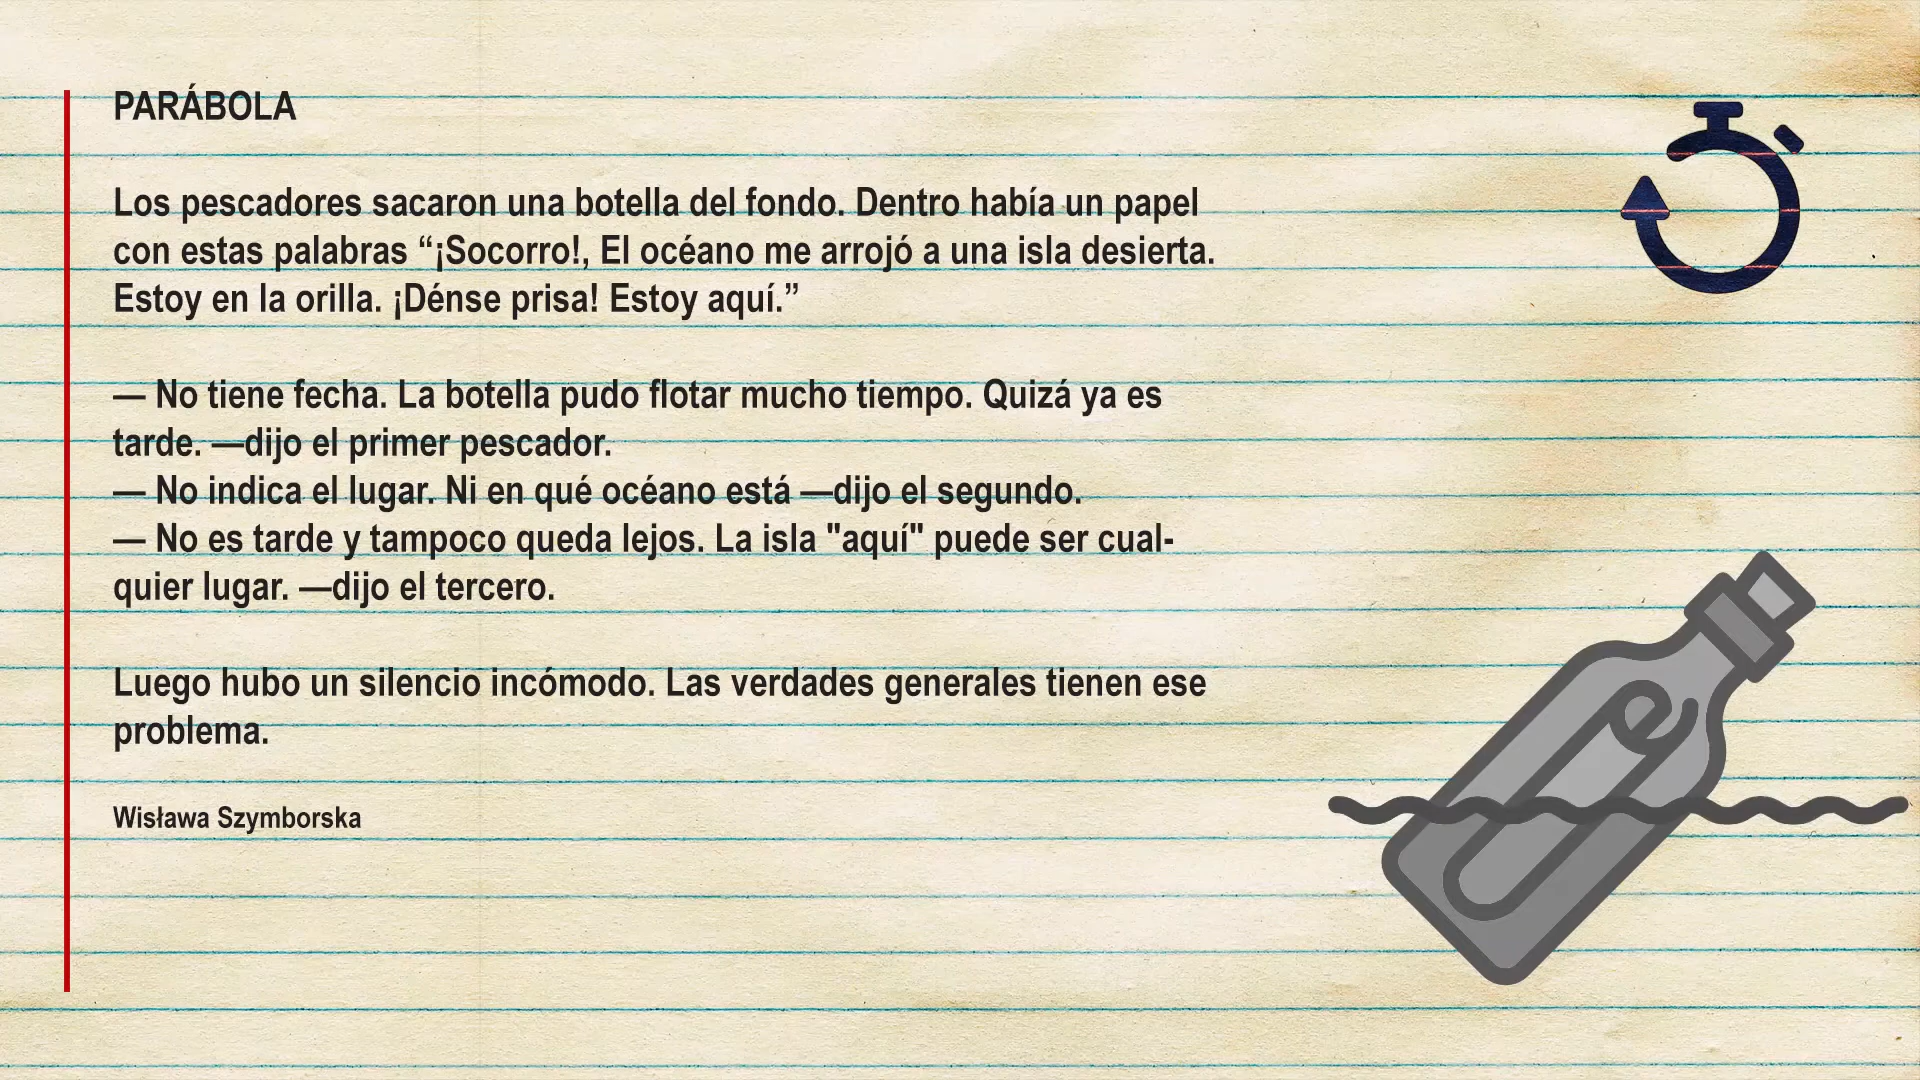 PARÁBOLA
Los pescadores sacaron una botella del fondo. Dentro había un papel
con estas palabras “¡Socorro!, El océano me arrojó a una isla desierta.
Estoy en la orilla. ¡Dénse prisa! Estoy aquí.”
— No tiene fecha. La botella pudo flotar mucho tiempo. Quizá ya es
tarde. —dijo el primer pescador.
— No indica el lugar. Ni en qué océano está —dijo el segundo.
— No es tarde y tampoco queda lejos. La isla "aquí" puede ser cual-
quier lugar. —dijo el tercero.
Luego hubo un silencio incómodo. Las verdades generales tienen ese
problema.
Wisława Szymborska